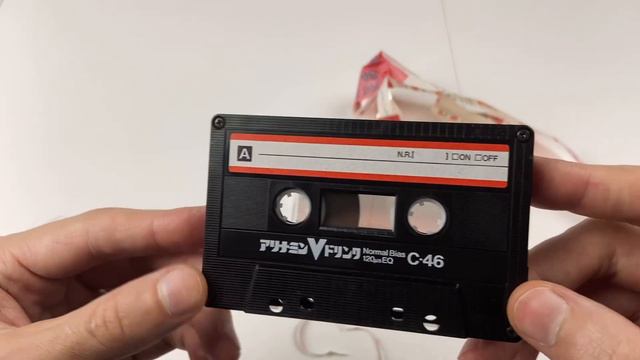 A N.R.[ ] ☐ON ☐OFF
アリナミンVドリンク Normal Bias C-46
120μs EQ